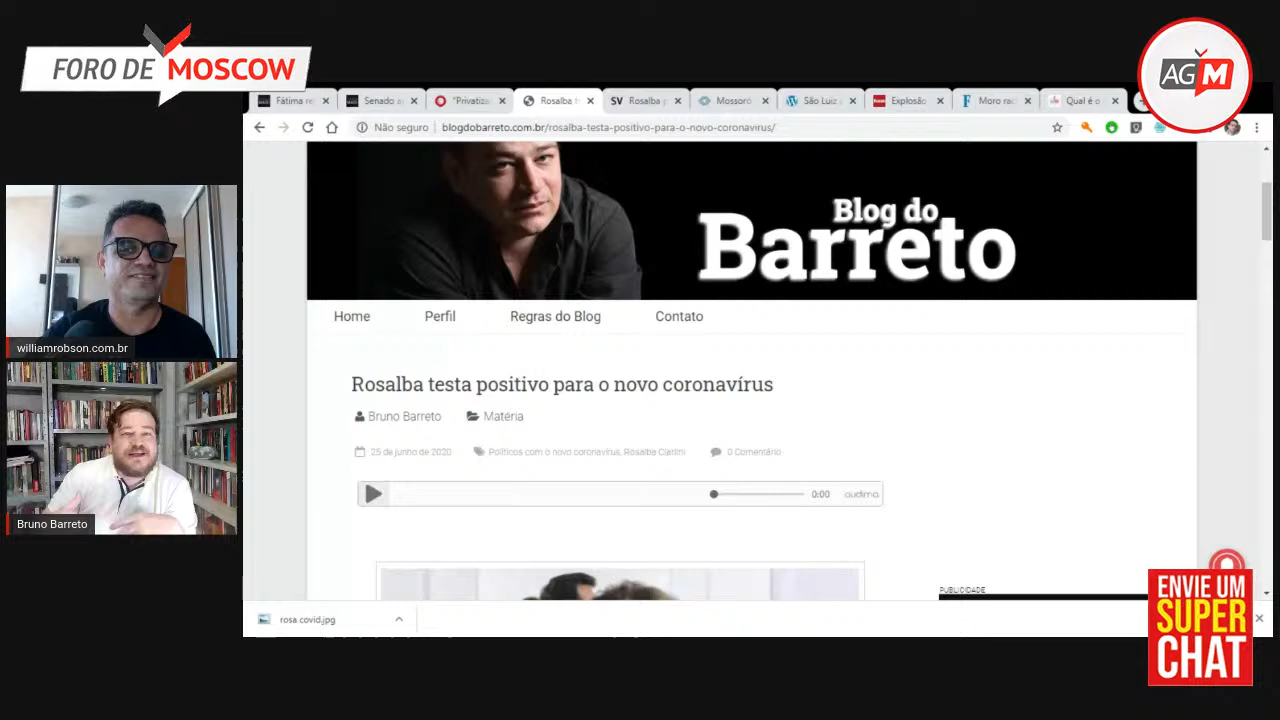 FORO DE MOSCOW
AGM
Fátima re
Senado a
"Privatiza
Rosalba t
SV Rosalba p
Mossoró
São Luiz
Explosão
Moro rac
Qual é o
Não seguro
blogdobarreto.com.br/rosalba-testa-positivo-para-o-novo-coronavirus/
Blog do
Barreto
Home Perfil Regras do Blog Contato
Rosalba testa positivo para o novo coronavírus
Bruno Barreto Matéria
25 de junho de 2020 Políticos com o novo coronavírus, Rosalba Ciarlini 0 Comentário
0:00 audima
williamrobson.com.br
Bruno Barreto
PUBLICIDADE
rosa covid.jpg
ENVIE UM
SUPER
CHAT